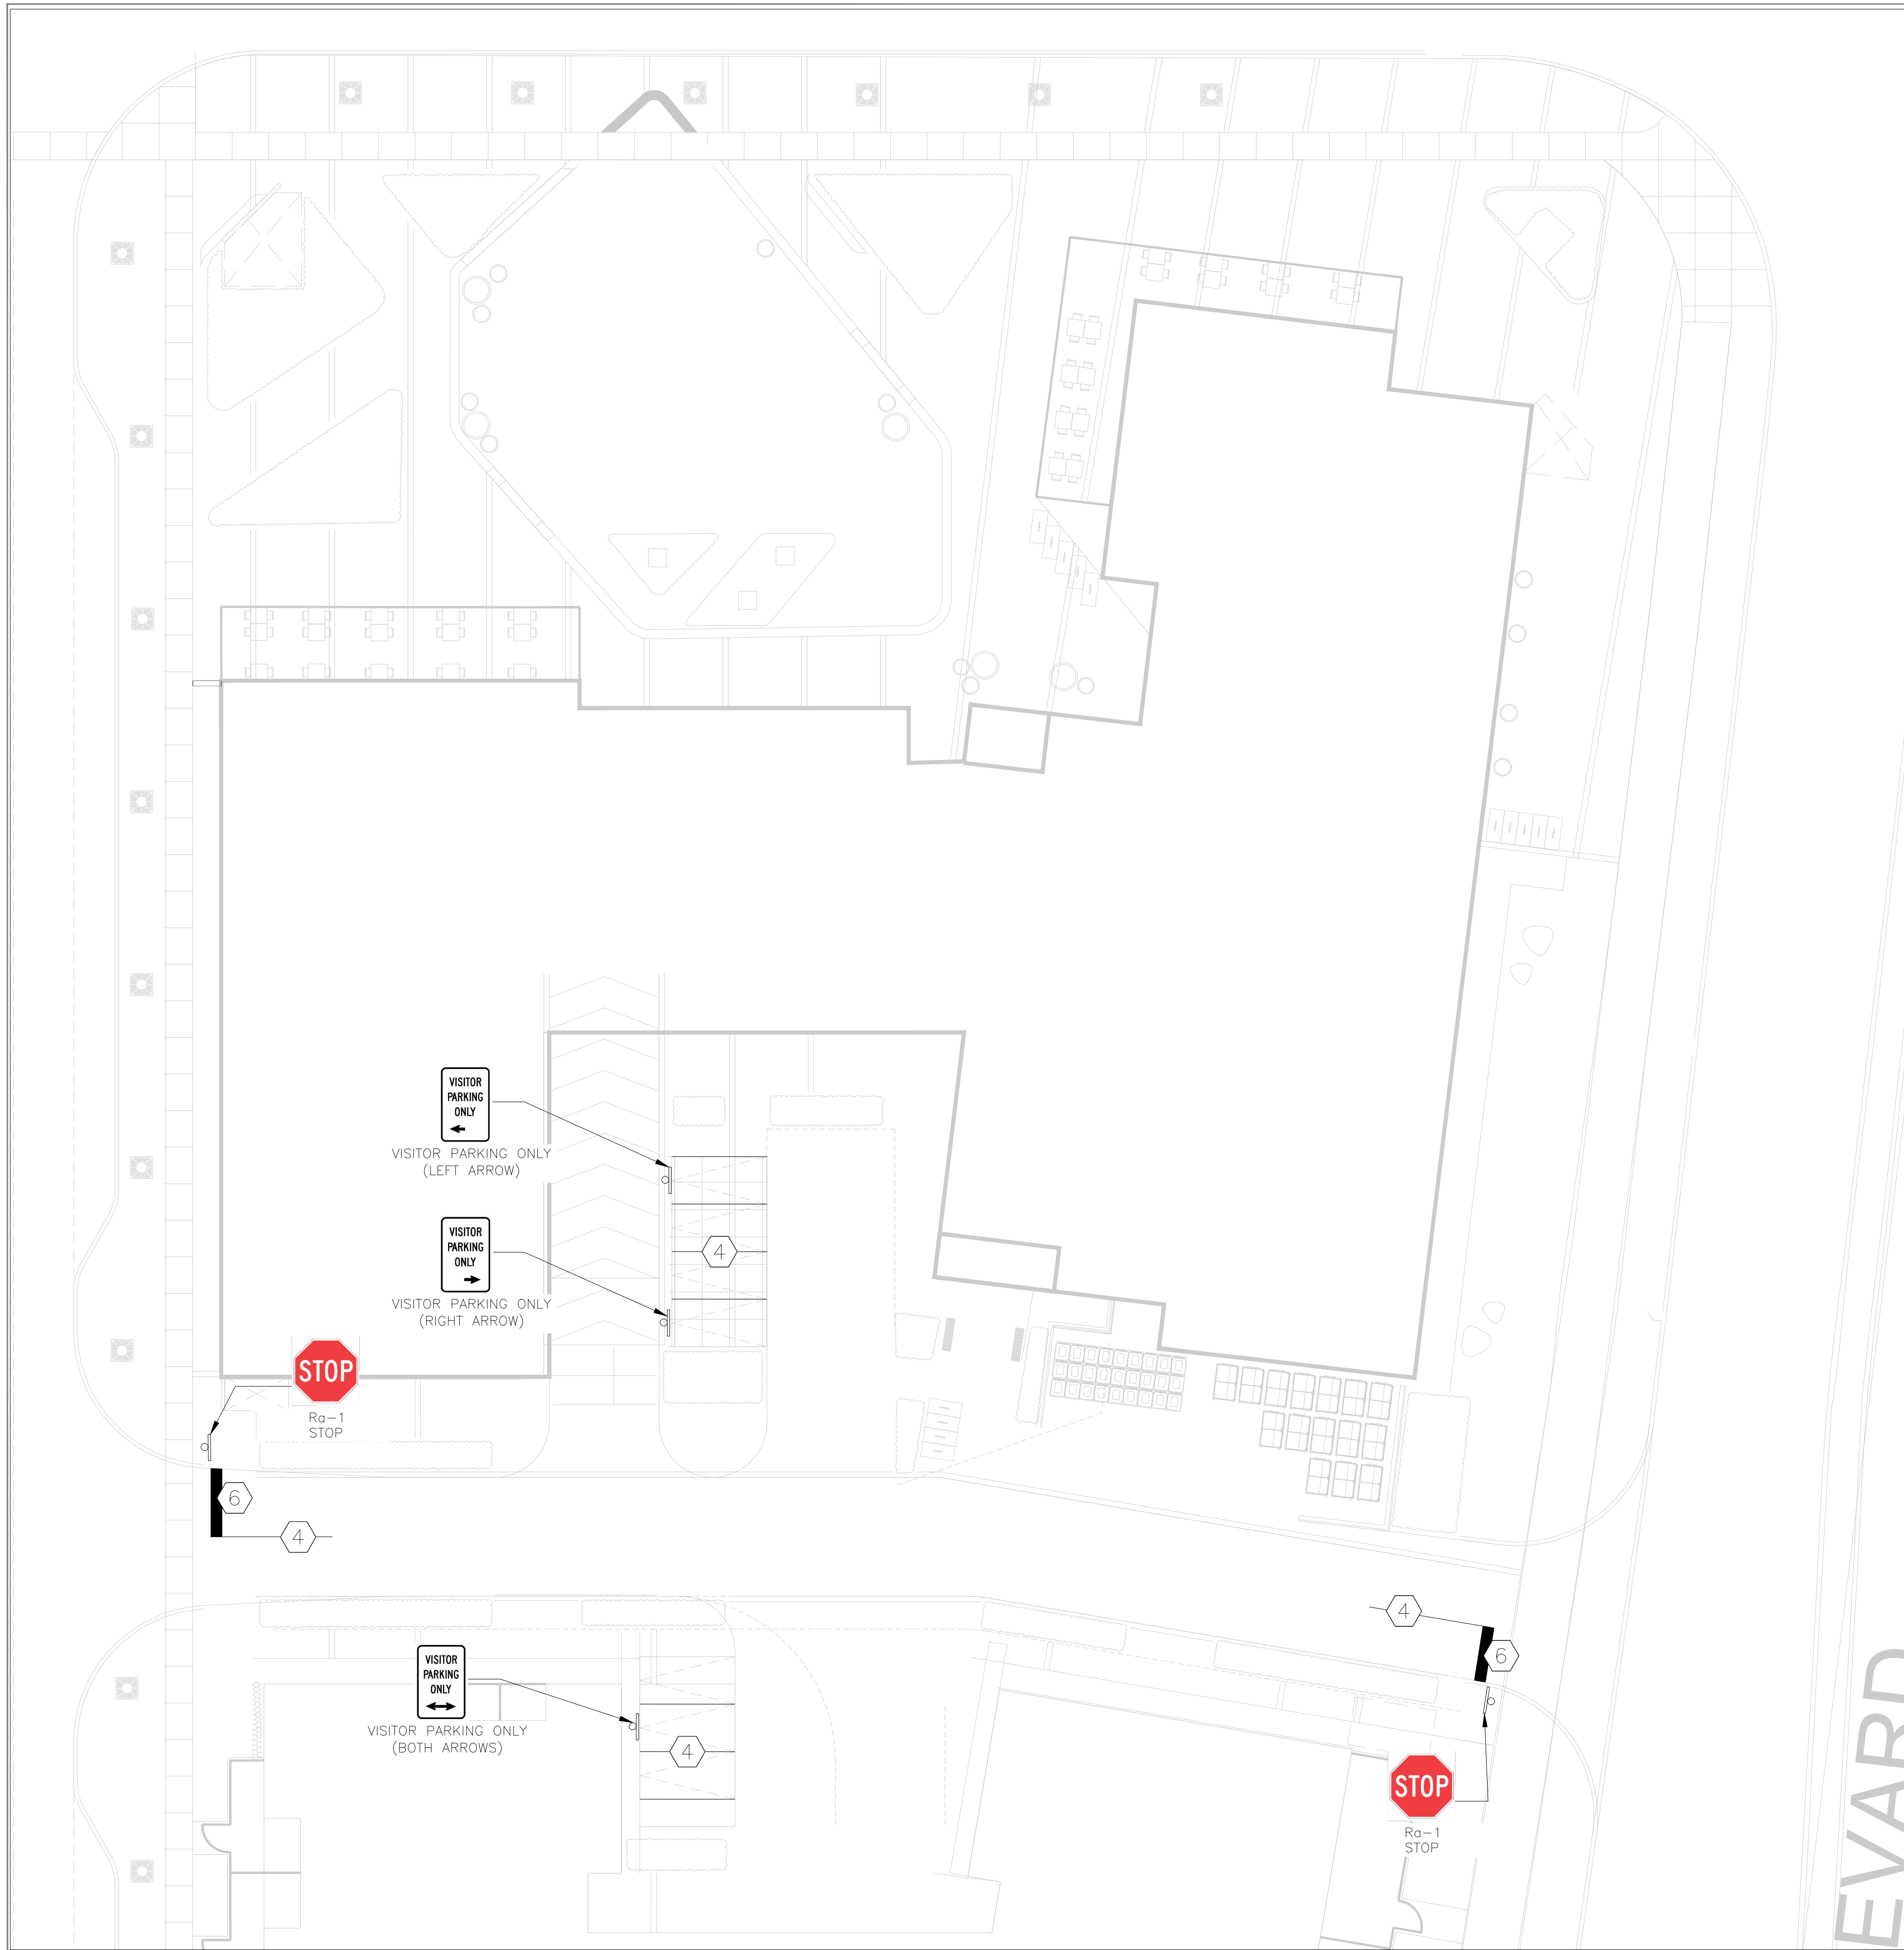 VISITOR
PARKING
ONLY
VISITOR PARKING ONLY
(LEFT ARROW)
VISITOR
PARKING
ONLY
4
VISITOR PARKING ONLY
(RIGHT ARROW)
STOP
Ra-1
STOP
6
4
4
6
VISITOR
PARKING
ONLY
VISITOR PARKING ONLY
(BOTH ARROWS)
4
STOP
Ra-1
STOP
EVARD